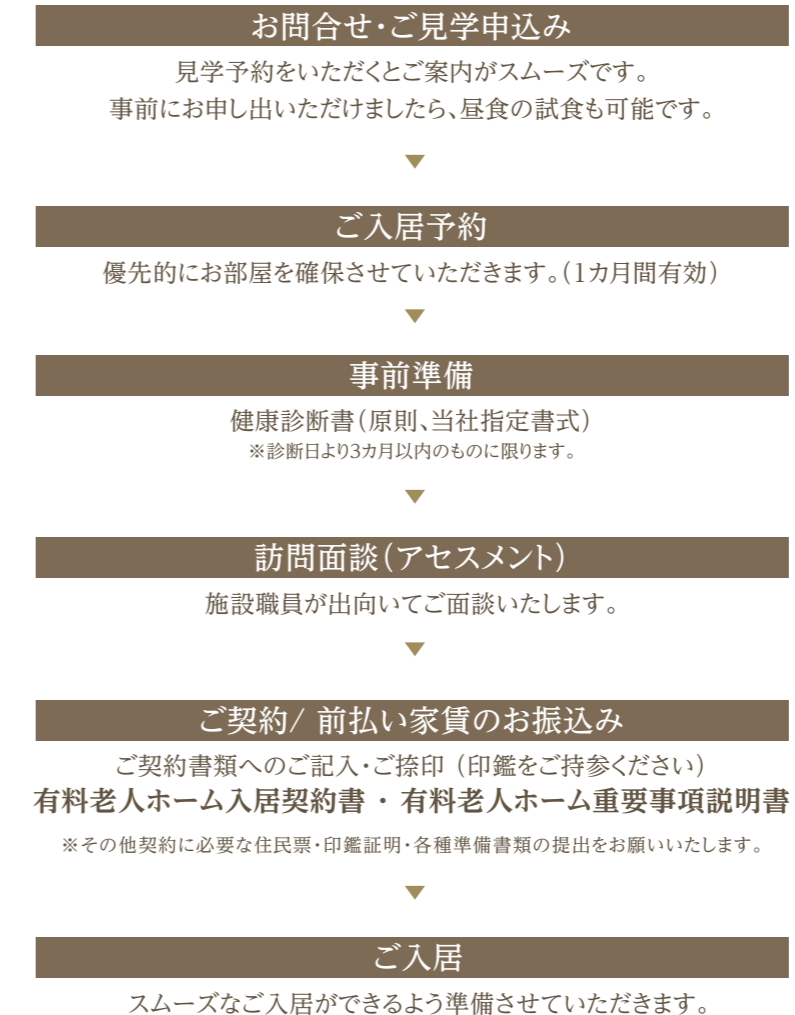 お問合せ・ご見学申込み
見学予約をいただくとご案内がスムーズです。
事前にお申し出いただけましたら、昼食の試食も可能です。
ご入居予約
優先的にお部屋を確保させていただきます。（1カ月間有効）
事前準備
健康診断書（原則、当社指定書式）
※診断日より3カ月以内のものに限ります。
訪問面談（アセスメント）
施設職員が出向いてご面談いたします。
ご契約/ 前払い家賃のお振込み
ご契約書類へのご記入・ご捺印（印鑑をご持参ください）
有料老人ホーム入居契約書 ・ 有料老人ホーム重要事項説明書
※その他契約に必要な住民票・印鑑証明・各種準備書類の提出をお願いいたします。
ご入居
スムーズなご入居ができるよう準備させていただきます。